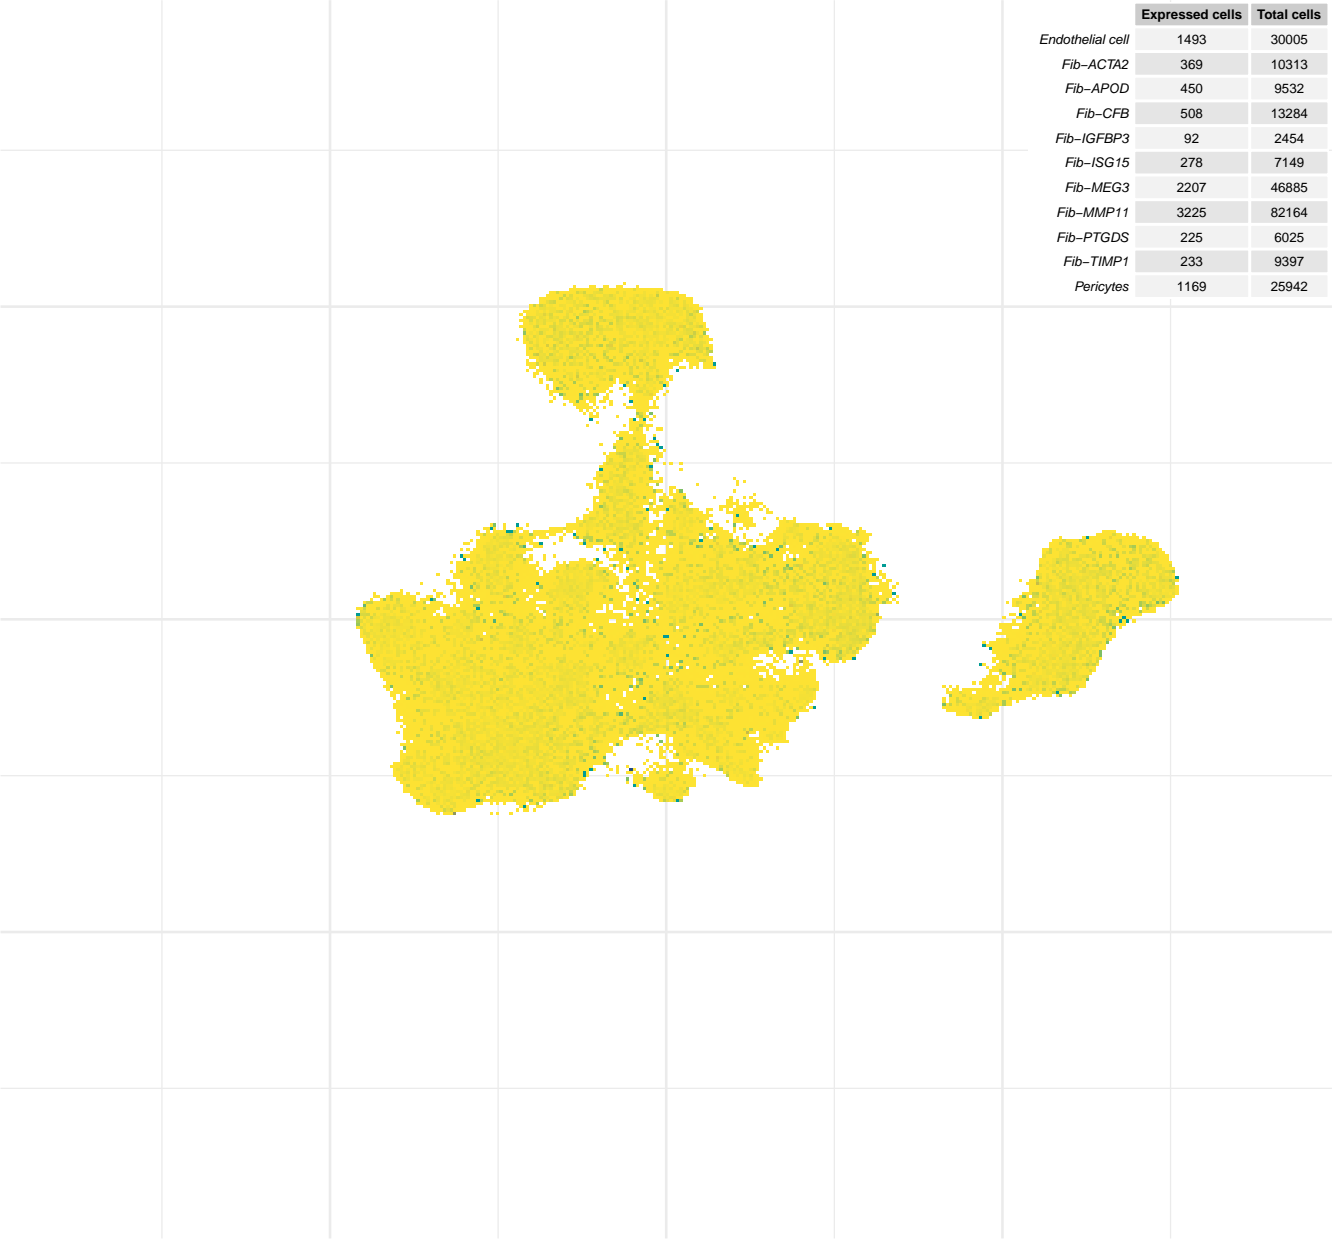 Expressed cells Total cells
Endothelial cell 1493 30005
Fib−ACTA2 369 10313
Fib−APOD 450 9532
Fib−CFB 508 13284
Fib−IGFBP3 92 2454
Fib−ISG15 278 7149
Fib−MEG3 2207 46885
Fib−MMP11 3225 82164
Fib−PTGDS 225 6025
Fib−TIMP1 233 9397
Pericytes 1169 25942